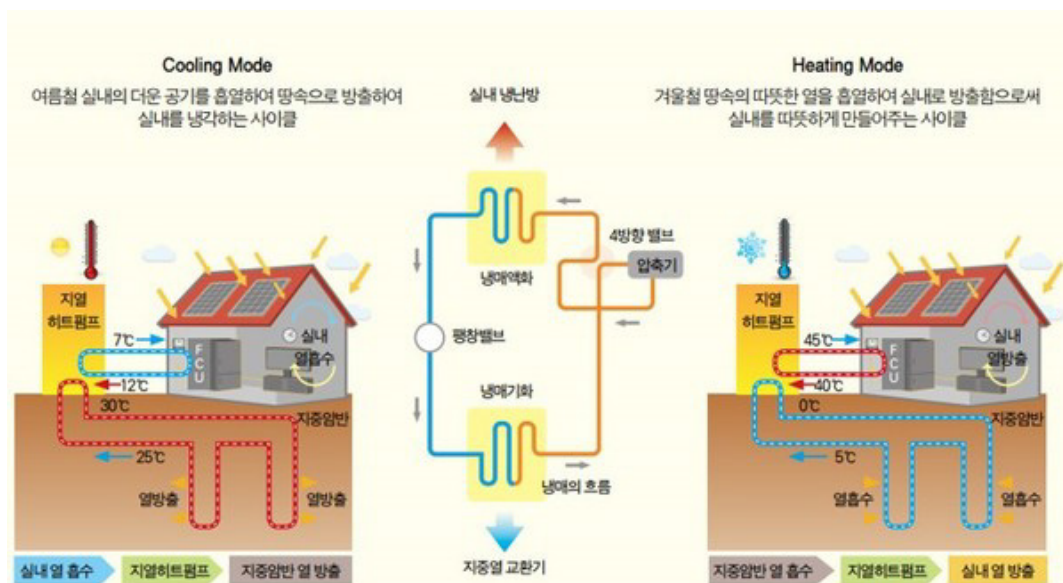 Cooling Mode
여름철 실내의 더운 공기를 흡열하여 땅속으로 방출하여
실내를 냉각하는 사이클
지열
히트펌프
7℃
12℃
30℃
25℃
FCU
실내
열흡수
지중암반
열방출
열방출
실내 열 흡수
지열히트펌프
지중암반 열 방출
실내 냉난방
4방향 밸브
압축기
냉매액화
팽창밸브
냉매기화
냉매의 흐름
지중열 교환기
Heating Mode
겨울철 땅속의 따뜻한 열을 흡열하여 실내로 방출함으로써
실내를 따뜻하게 만들어주는 사이클
지열
히트펌프
45℃
40℃
0℃
5℃
FCU
실내
열방출
지중암반
열흡수
열흡수
지중암반 열 흡수
지열히트펌프
실내 열 방출